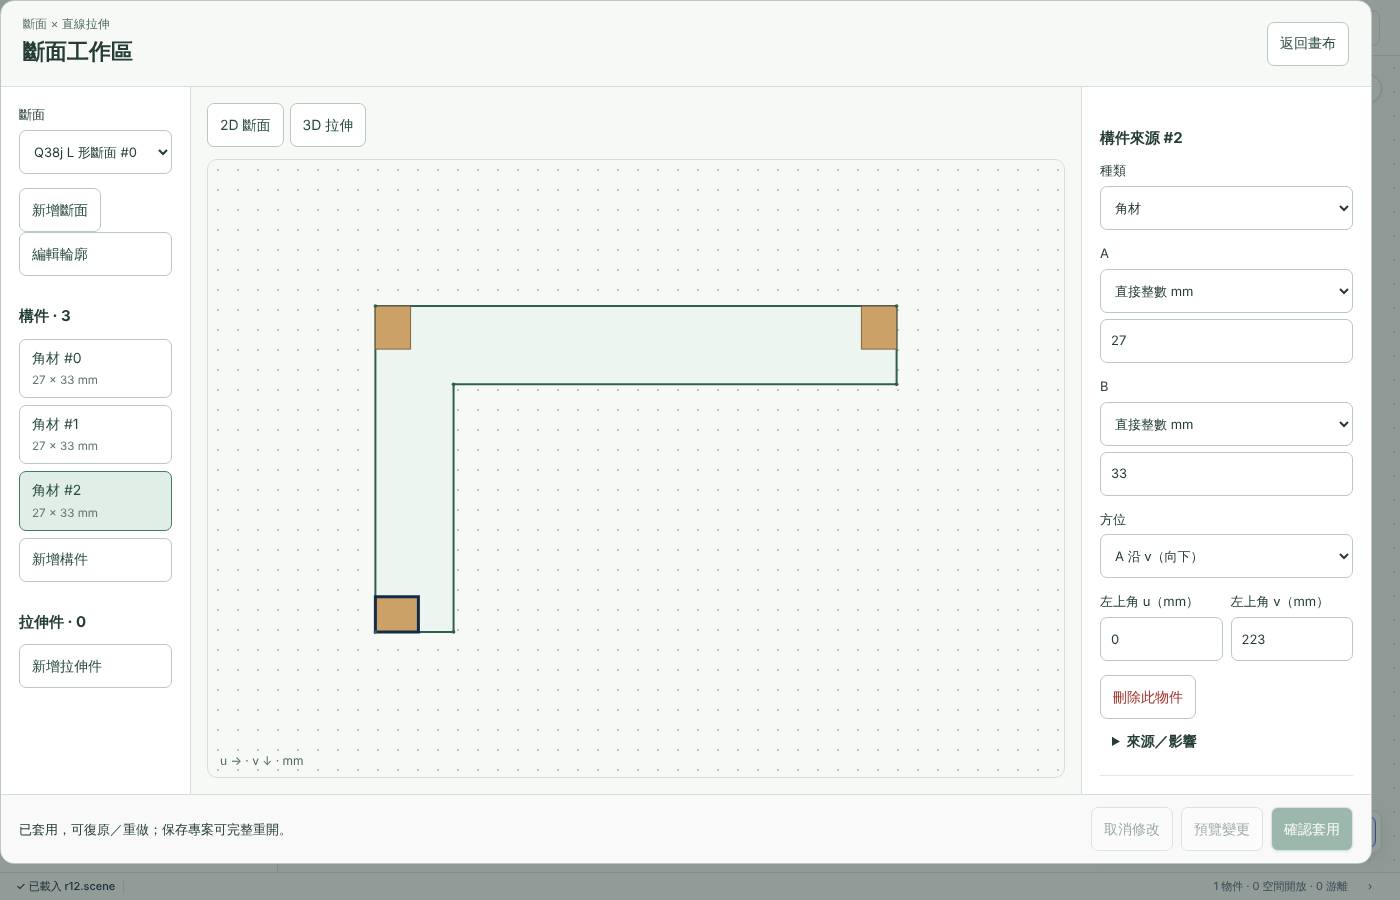 斷面 × 直線拉伸
斷面工作區
返回畫布
斷面
Q38j L 形斷面 #0
新增斷面
編輯輪廓
構件 · 3
角材 #0
27 × 33 mm
角材 #1
27 × 33 mm
角材 #2
27 × 33 mm
新增構件
拉伸件 · 0
新增拉伸件
2D 斷面
3D 拉伸
u → · v ↓ · mm
構件來源 #2
種類
角材
A
直接整數 mm
27
B
直接整數 mm
33
方位
A 沿 v（向下）
左上角 u（mm）
左上角 v（mm）
0
223
刪除此物件
▶ 來源／影響
已套用，可復原／重做；保存專案可完整重開。
取消修改
預覽變更
確認套用
✓ 已載入 r12.scene
1 物件 · 0 空間開放 · 0 游離